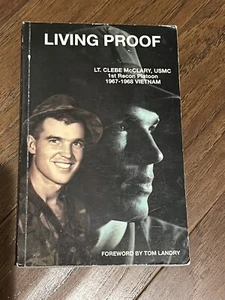 LIVING PROOF
LT. CLEBE McCLARY, USMC
1st Recon Platoon
1967-1968 VIETNAM
FOREWORD BY TOM LANDRY